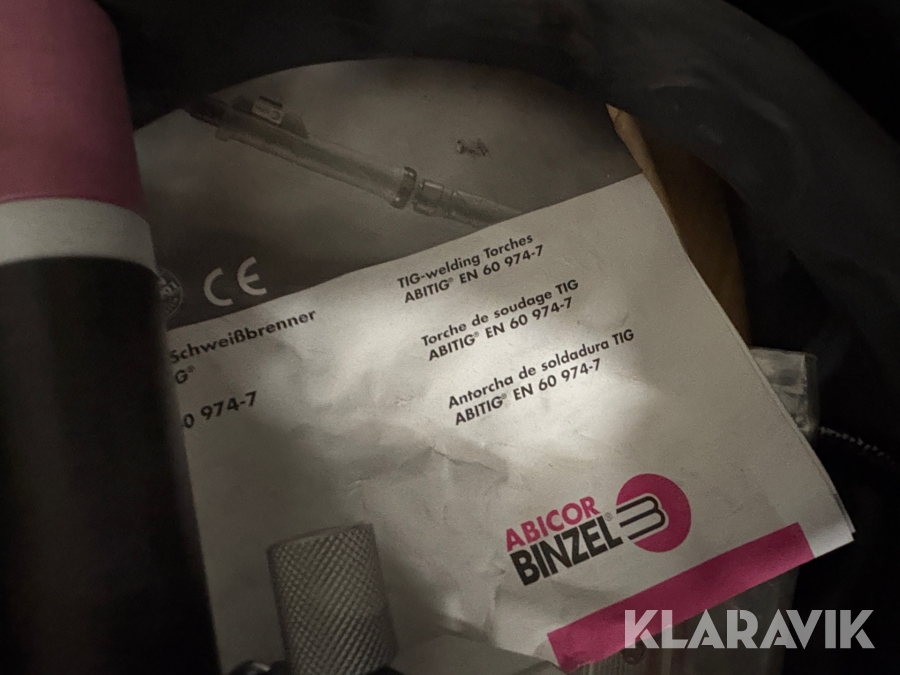 CE
TIG-welding Torches
ABITIG® EN 60 974-7
Schweißbrenner
G®
0 974-7
Torche de soudage TIG
ABITIG® EN 60 974-7
Antorcha de soldadura TIG
ABITIG® EN 60 974-7
ABICOR
BINZEL®
KLARAVIK